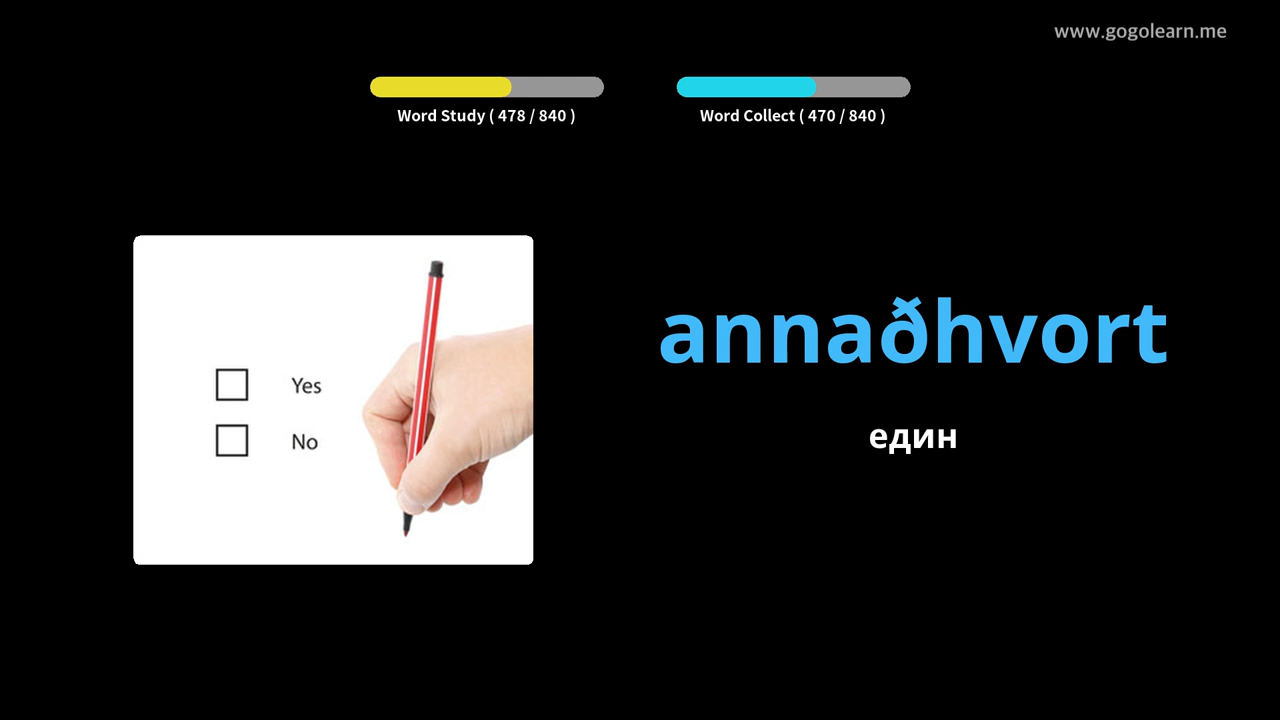 www.gogolearn.me
Word Study ( 478 / 840 )
Word Collect ( 470 / 840 )
Yes
No
annaðhvort
един